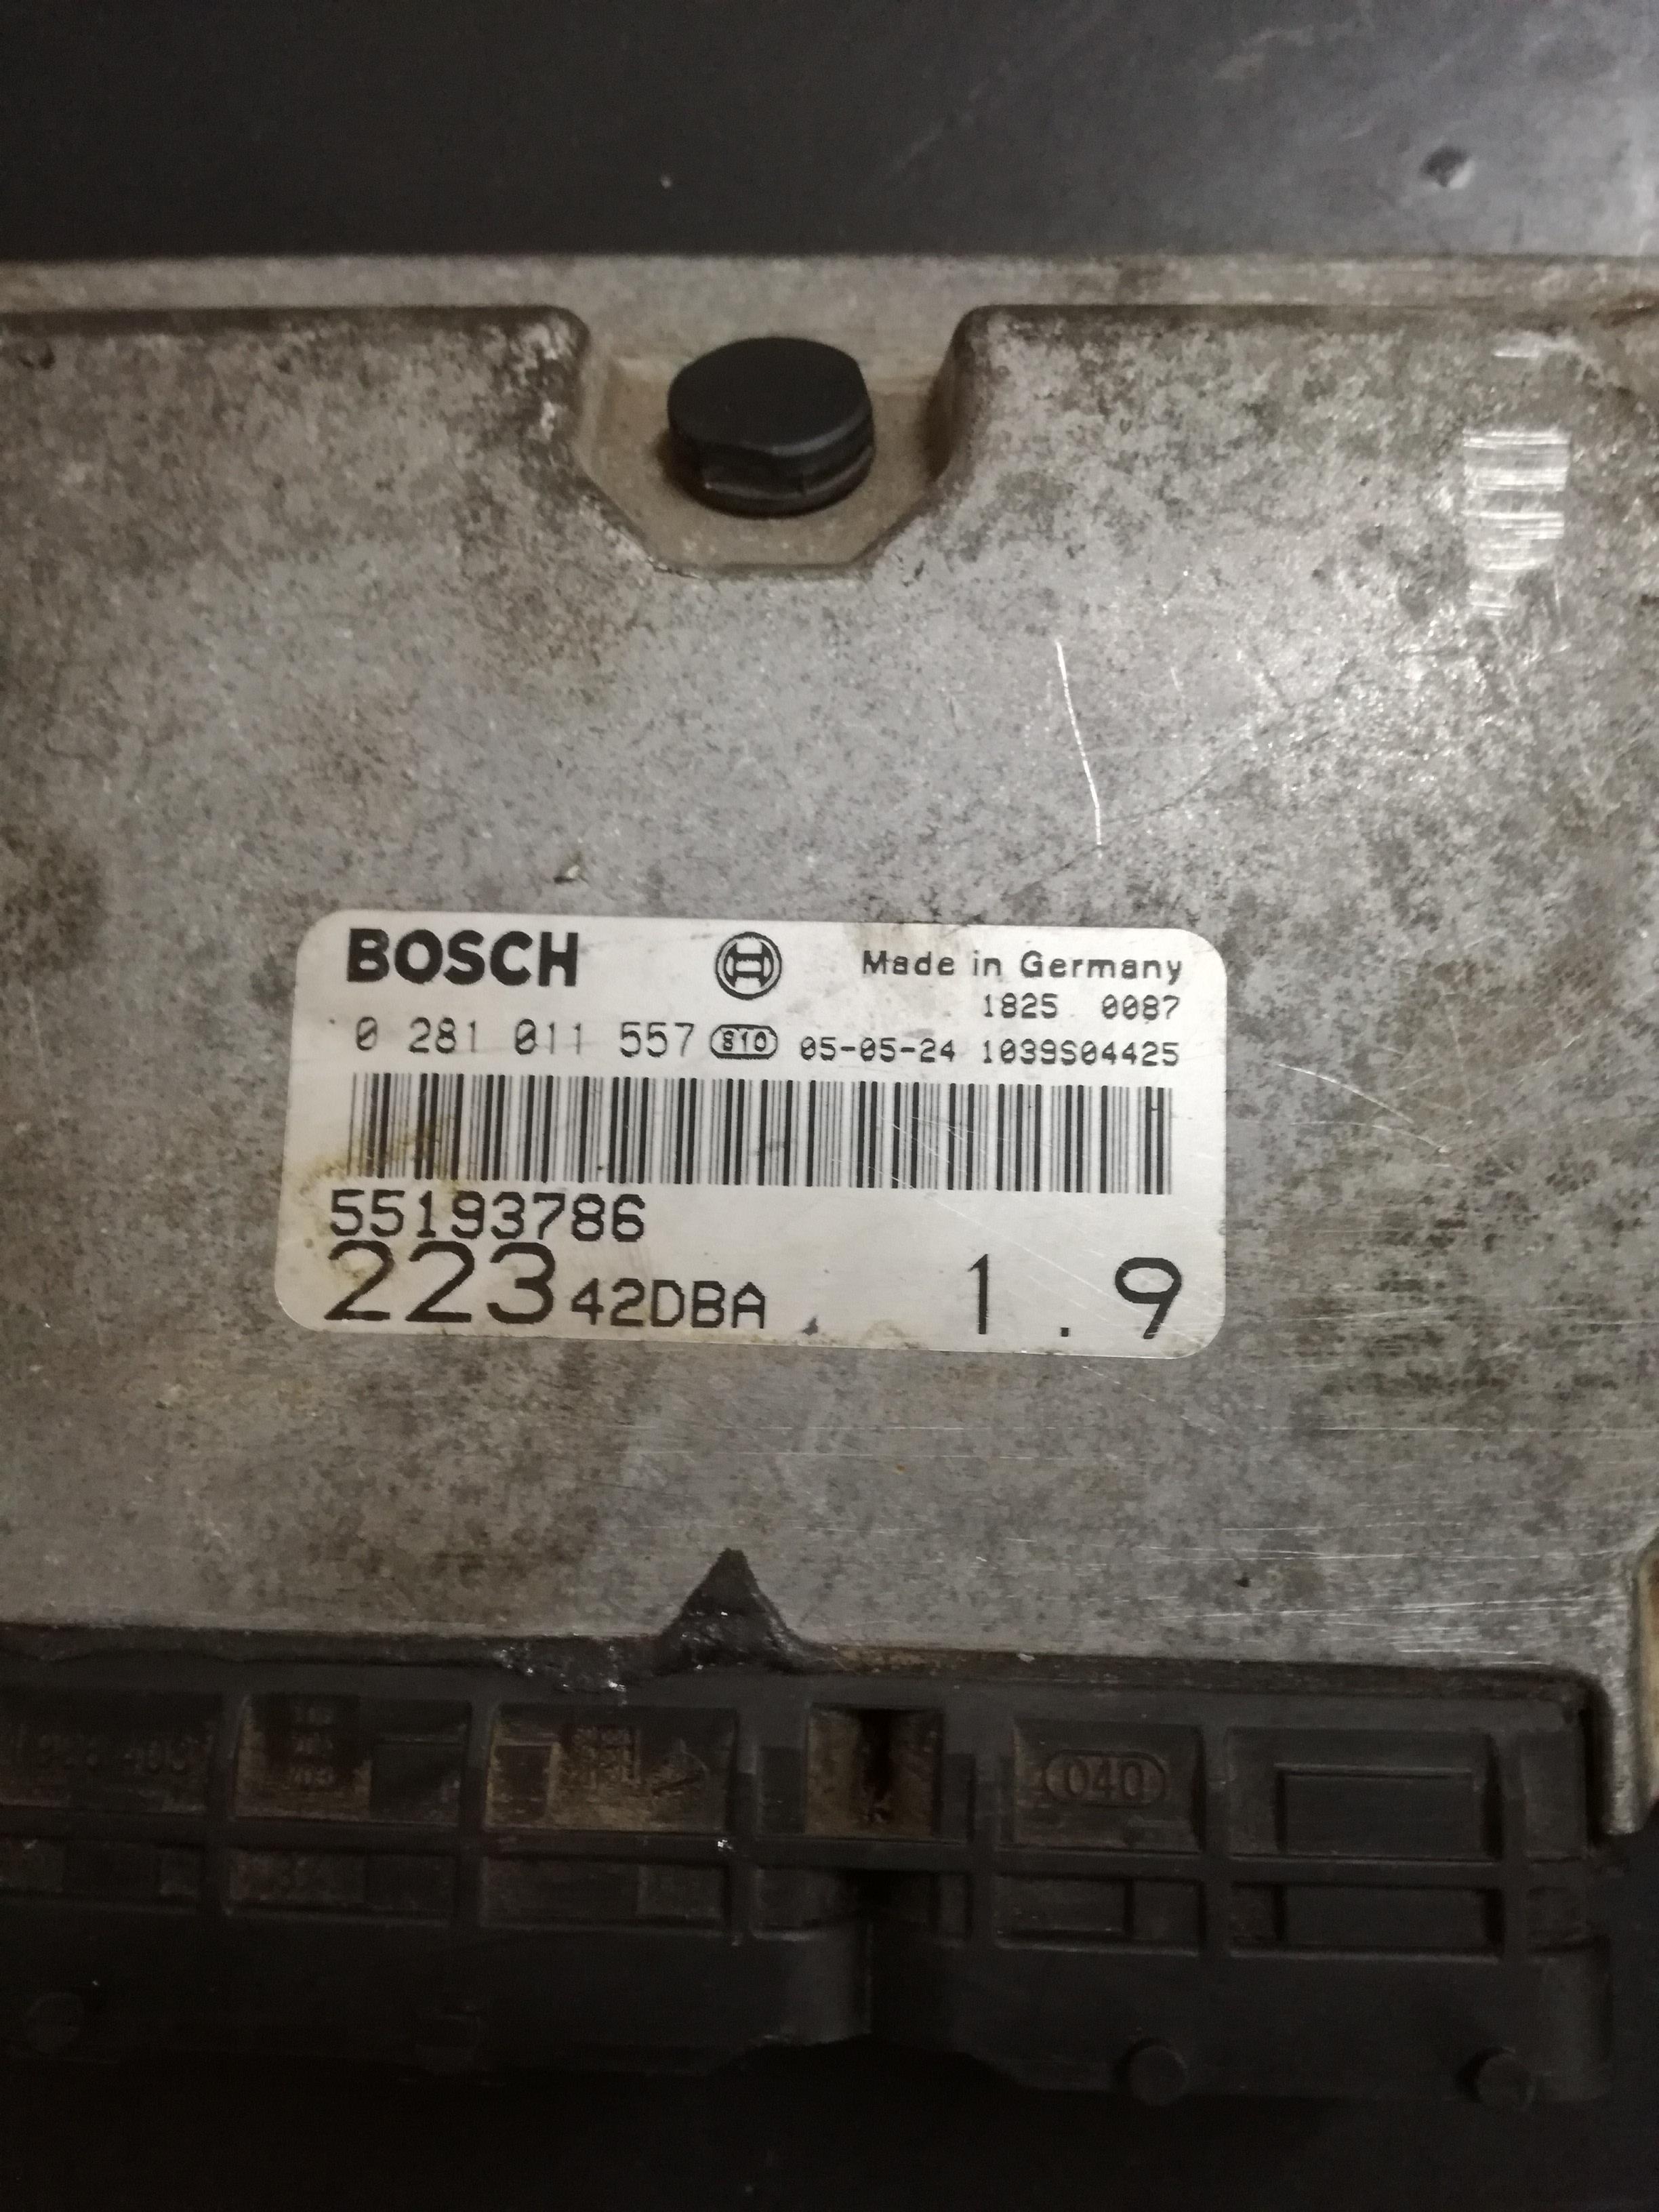 BOSCH Made in Germany
1825 0087
0 281 011 557 S10 05-05-24 1039S04425
55193786
223 42DBA 1.9
040